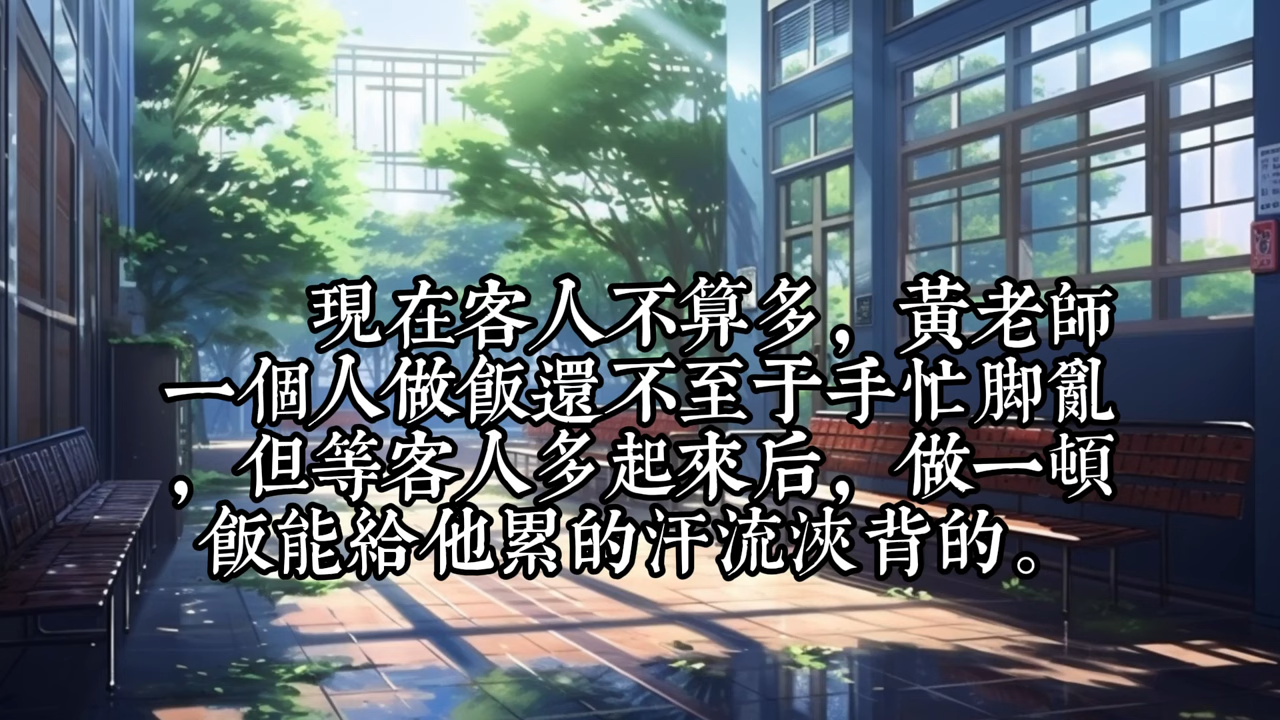 現在客人不算多，黃老師
一個人做飯還不至于手忙脚亂
，但等客人多起來后，做一頓
飯能給他累的汗流浹背的。